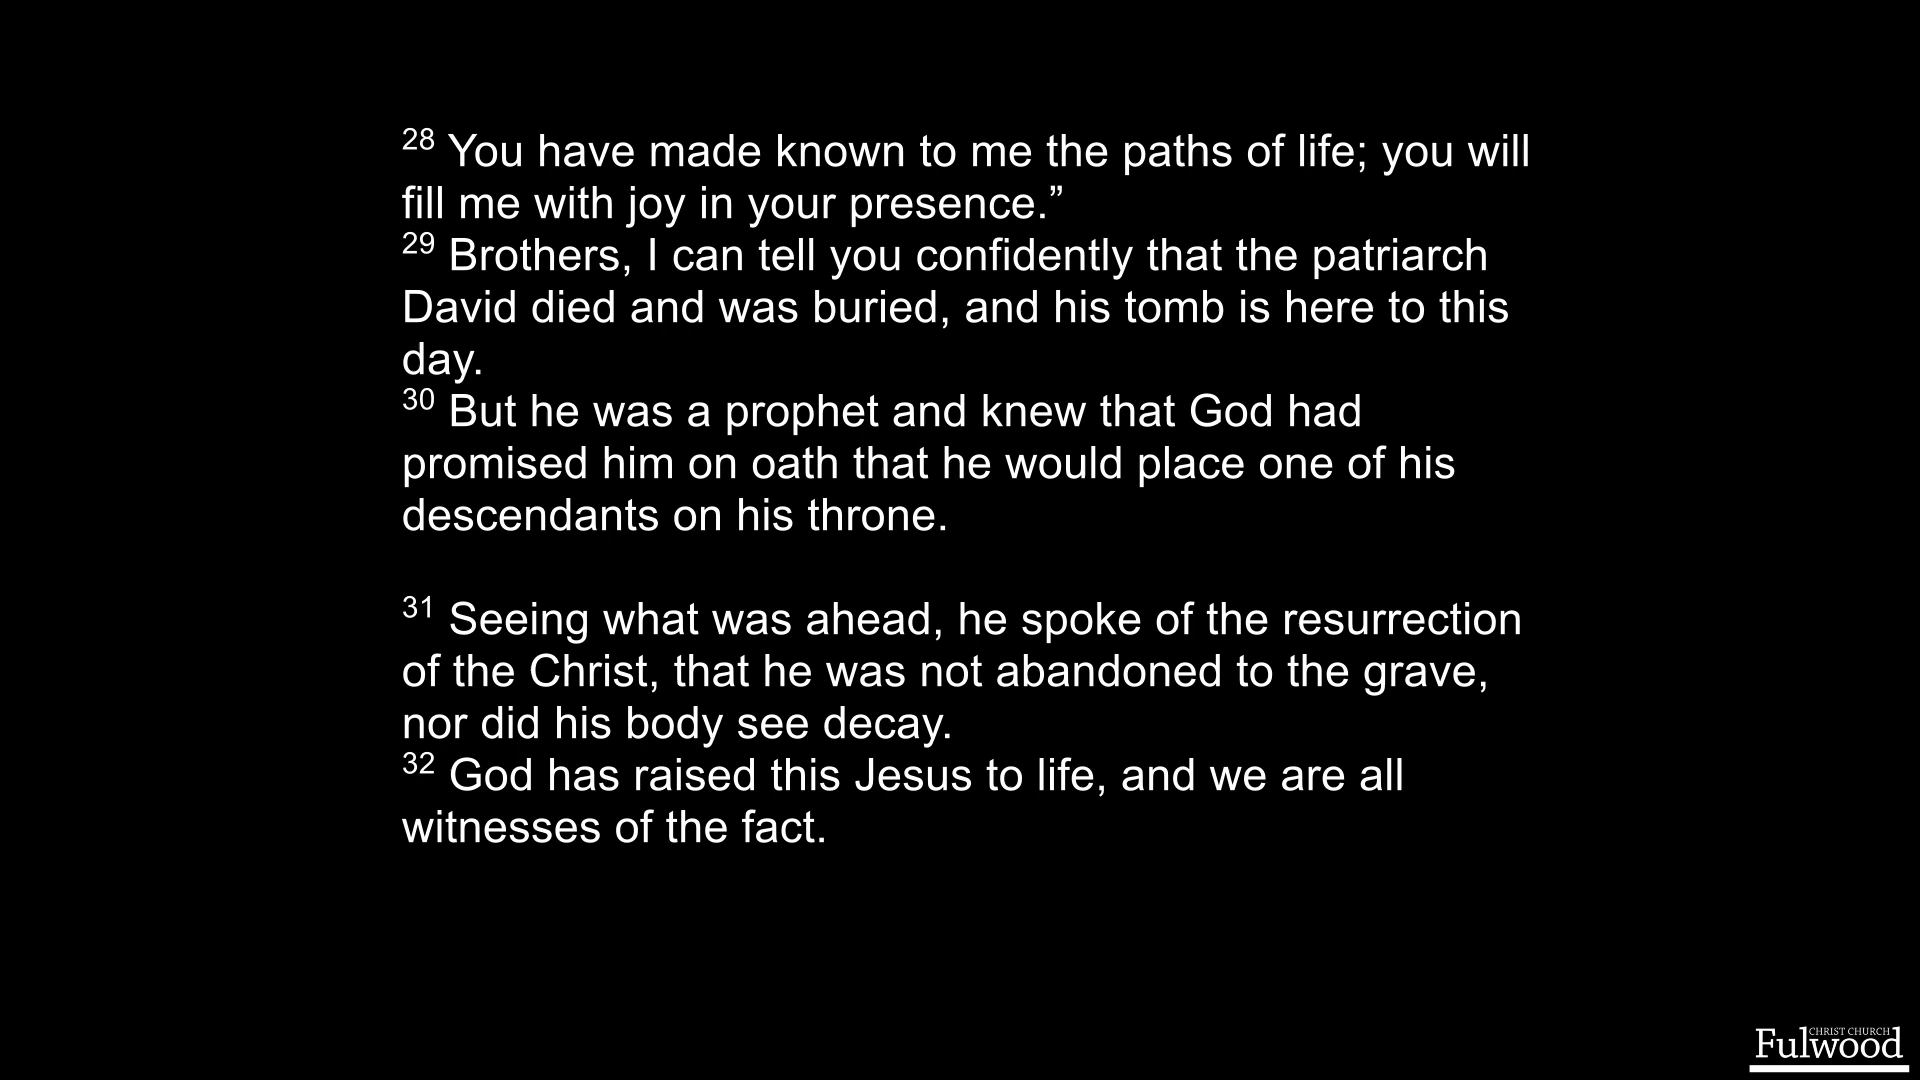 28 You have made known to me the paths of life; you will
fill me with joy in your presence.”
29 Brothers, I can tell you confidently that the patriarch
David died and was buried, and his tomb is here to this
day.
30 But he was a prophet and knew that God had
promised him on oath that he would place one of his
descendants on his throne.
31 Seeing what was ahead, he spoke of the resurrection
of the Christ, that he was not abandoned to the grave,
nor did his body see decay.
32 God has raised this Jesus to life, and we are all
witnesses of the fact.
CHRIST CHURCH
Fulwood